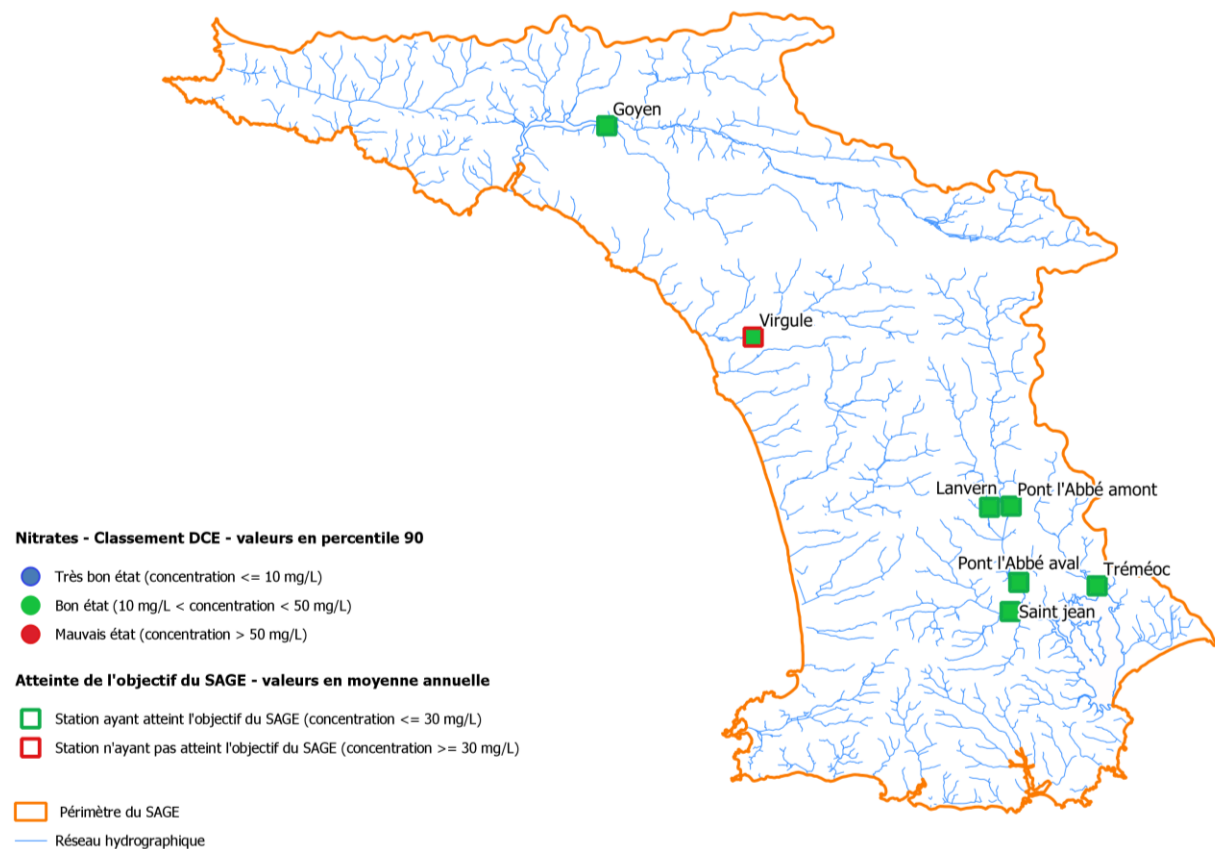 Goyen
Virgule
Lanvern
Pont l'Abbé amont
Pont l'Abbé aval
Tréméoc
Saint jean
Nitrates - Classement DCE - valeurs en percentile 90
Très bon état (concentration <= 10 mg/L)
Bon état (10 mg/L < concentration < 50 mg/L)
Mauvais état (concentration > 50 mg/L)
Atteinte de l'objectif du SAGE - valeurs en moyenne annuelle
Station ayant atteint l'objectif du SAGE (concentration <= 30 mg/L)
Station n'ayant pas atteint l'objectif du SAGE (concentration >= 30 mg/L)
Périmètre du SAGE
Réseau hydrographique